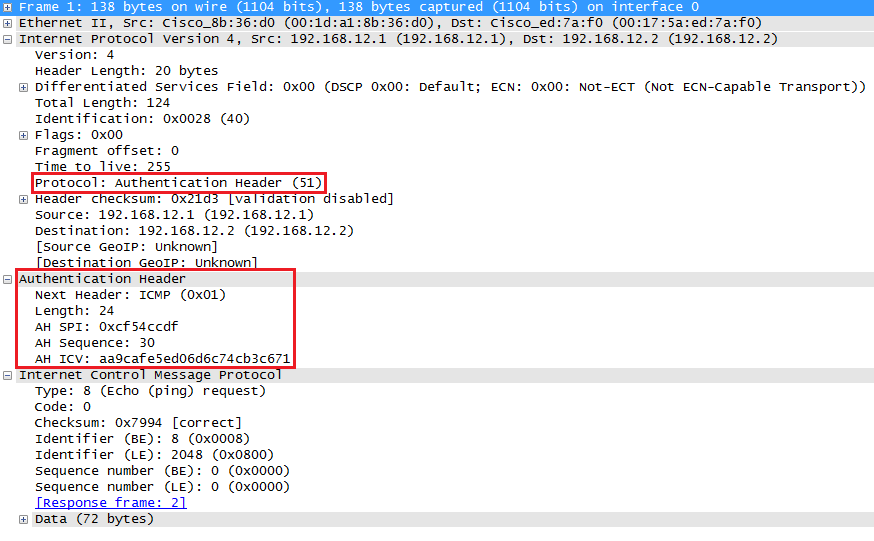 Frame 1: 138 bytes on wire (1104 bits), 138 bytes captured (1104 bits) on interface 0
Ethernet II, Src: Cisco_8b:36:d0 (00:1d:a1:8b:36:d0), Dst: Cisco_ed:7a:f0 (00:17:5a:ed:7a:f0)
Internet Protocol Version 4, Src: 192.168.12.1 (192.168.12.1), Dst: 192.168.12.2 (192.168.12.2)
Version: 4
Header Length: 20 bytes
Differentiated Services Field: 0x00 (DSCP 0x00: Default; ECN: 0x00: Not-ECT (Not ECN-Capable Transport))
Total Length: 124
Identification: 0x0028 (40)
Flags: 0x00
Fragment offset: 0
Time to live: 255
Protocol: Authentication Header (51)
Header checksum: 0x21d3 [validation disabled]
Source: 192.168.12.1 (192.168.12.1)
Destination: 192.168.12.2 (192.168.12.2)
[Source GeoIP: Unknown]
[Destination GeoIP: Unknown]
Authentication Header
Next Header: ICMP (0x01)
Length: 24
AH SPI: 0xcf54ccdf
AH Sequence: 30
AH ICV: aa9cafe5ed06d6c74cb3c671
Internet Control Message Protocol
Type: 8 (Echo (ping) request)
Code: 0
Checksum: 0x7994 [correct]
Identifier (BE): 8 (0x0008)
Identifier (LE): 2048 (0x0800)
Sequence number (BE): 0 (0x0000)
Sequence number (LE): 0 (0x0000)
[Response frame: 2]
Data (72 bytes)